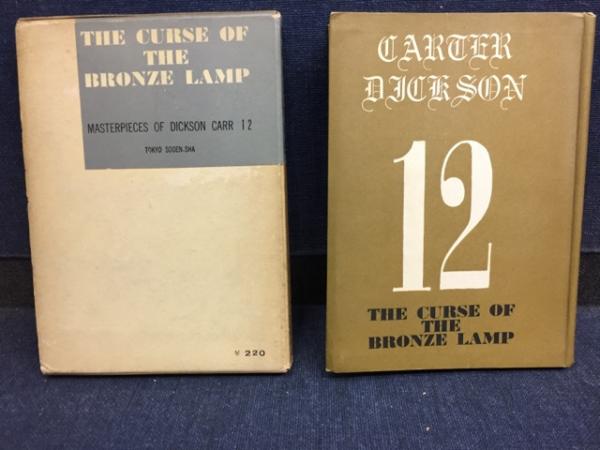 THE CURSE OF
THE
BRONZE LAMP
MASTERPIECES OF DICKSON CARR 12
TOKYO SOGEN-SHA
¥ 220
CARTER
DICKSON
12
THE CURSE OF
THE
BRONZE LAMP